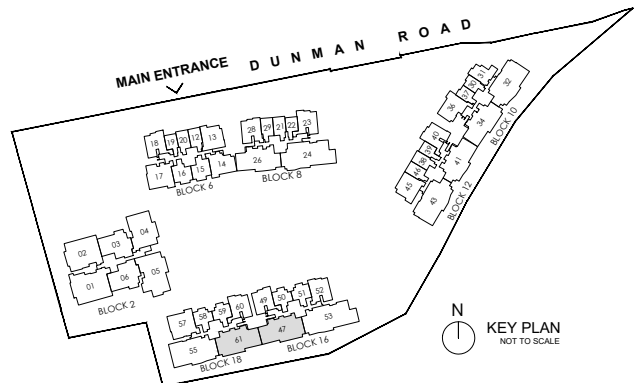 DUNMAN ROAD
MAIN ENTRANCE
18 19 20 12 13
17 16 15 14
BLOCK 6
28 29 21 22 23
26 24
BLOCK 8
31 30 37 36
32 34
BLOCK 10
40 39 38 46 45
41 43
BLOCK 12
02 03 04
01 06 05
BLOCK 2
57 58 59 60
55 61
BLOCK 18
49 50 51 52
47 53
BLOCK 16
N
KEY PLAN
NOT TO SCALE